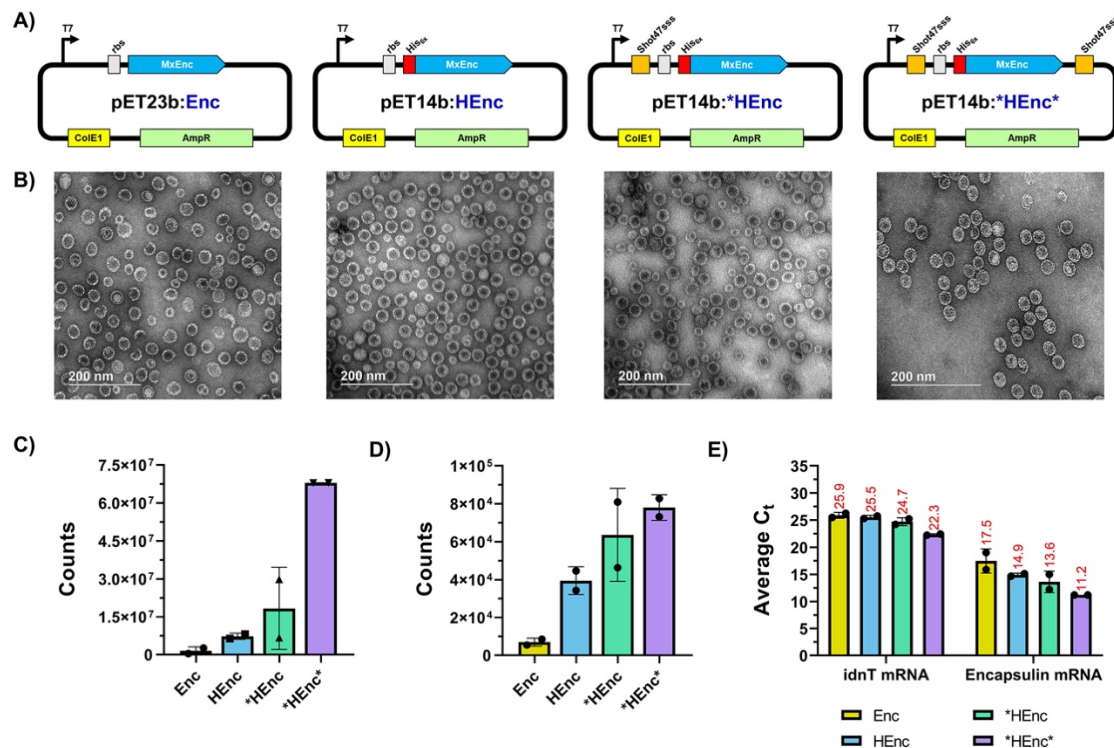 A)
T7
rbs
MxEnc
pET23b:Enc
ColE1
AmpR
T7
rbs
His6x
MxEnc
pET14b:HEnc
ColE1
AmpR
T7
Shot47sss
rbs
His6x
MxEnc
pET14b:*HEnc
ColE1
AmpR
T7
Shot47sss
rbs
His6x
MxEnc
Shot47sss
pET14b:*HEnc*
ColE1
AmpR
B)
200 nm
200 nm
200 nm
200 nm
C)
Counts
7.5×10⁷
6.0×10⁷
4.5×10⁷
3.0×10⁷
1.5×10⁷
0
Enc
HEnc
*HEnc
*HEnc*
D)
Counts
1×10⁵
8×10⁴
6×10⁴
4×10⁴
2×10⁴
0
Enc
HEnc
*HEnc
*HEnc*
E)
Average Ct
35
30
25
20
15
10
5
0
25.9
25.5
24.7
22.3
17.5
14.9
13.6
11.2
idnT mRNA
Encapsulin mRNA
Enc
*HEnc
HEnc
*HEnc*